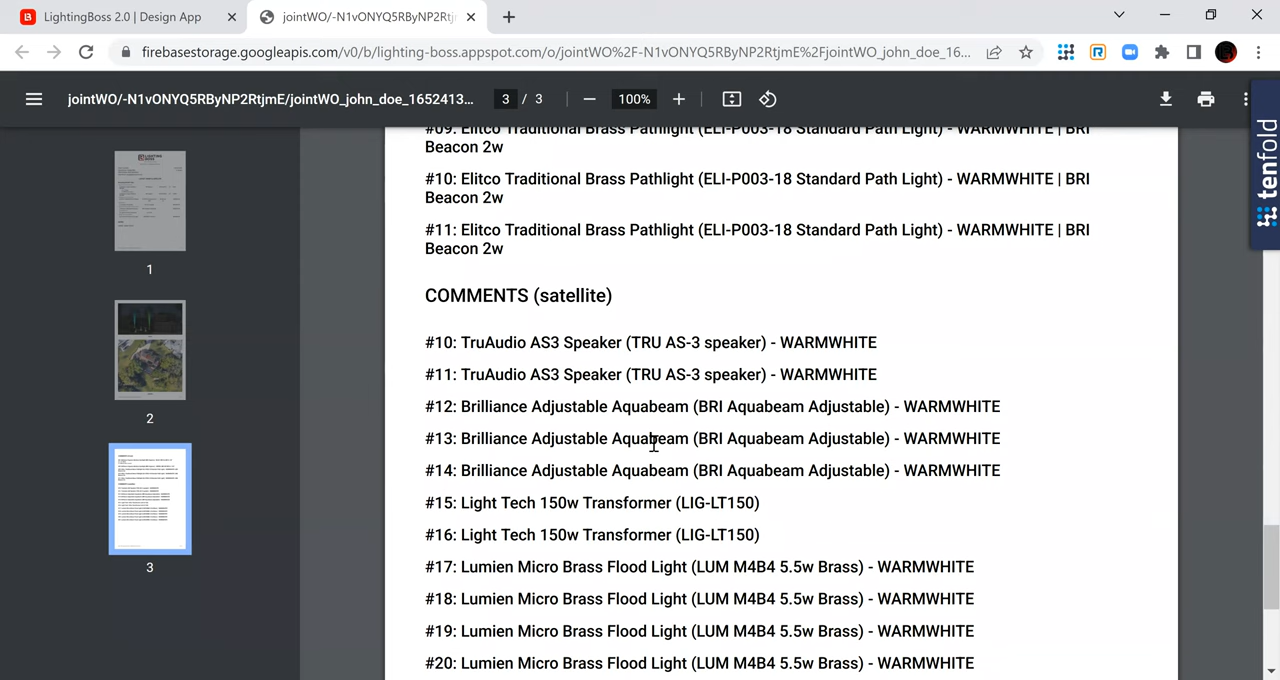 LightingBoss 2.0 | Design App
jointWO/-N1vONYQ5RByNP2Rtj
firebasestorage.googleapis.com/v0/b/lighting-boss.appspot.com/o/jointWO%2F-N1vONYQ5RByNP2RtjmE%2FjointWO_john_doe_16...
jointWO/-N1vONYQ5RByNP2RtjmE/jointWO_john_doe_1652413...
3 / 3
100%
tenfold
1
2
3
#09: Elitco Traditional Brass Pathlight (ELI-P003-18 Standard Path Light) - WARMWHITE | BRI
Beacon 2w
#10: Elitco Traditional Brass Pathlight (ELI-P003-18 Standard Path Light) - WARMWHITE | BRI
Beacon 2w
#11: Elitco Traditional Brass Pathlight (ELI-P003-18 Standard Path Light) - WARMWHITE | BRI
Beacon 2w
COMMENTS (satellite)
#10: TruAudio AS3 Speaker (TRU AS-3 speaker) - WARMWHITE
#11: TruAudio AS3 Speaker (TRU AS-3 speaker) - WARMWHITE
#12: Brilliance Adjustable Aquabeam (BRI Aquabeam Adjustable) - WARMWHITE
#13: Brilliance Adjustable Aquabeam (BRI Aquabeam Adjustable) - WARMWHITE
#14: Brilliance Adjustable Aquabeam (BRI Aquabeam Adjustable) - WARMWHITE
#15: Light Tech 150w Transformer (LIG-LT150)
#16: Light Tech 150w Transformer (LIG-LT150)
#17: Lumien Micro Brass Flood Light (LUM M4B4 5.5w Brass) - WARMWHITE
#18: Lumien Micro Brass Flood Light (LUM M4B4 5.5w Brass) - WARMWHITE
#19: Lumien Micro Brass Flood Light (LUM M4B4 5.5w Brass) - WARMWHITE
#20: Lumien Micro Brass Flood Light (LUM M4B4 5.5w Brass) - WARMWHITE